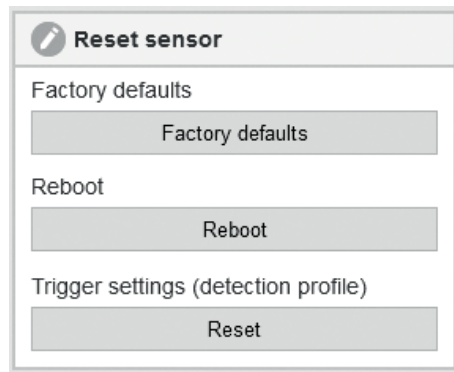 Reset sensor
Factory defaults
Factory defaults
Reboot
Reboot
Trigger settings (detection profile)
Reset